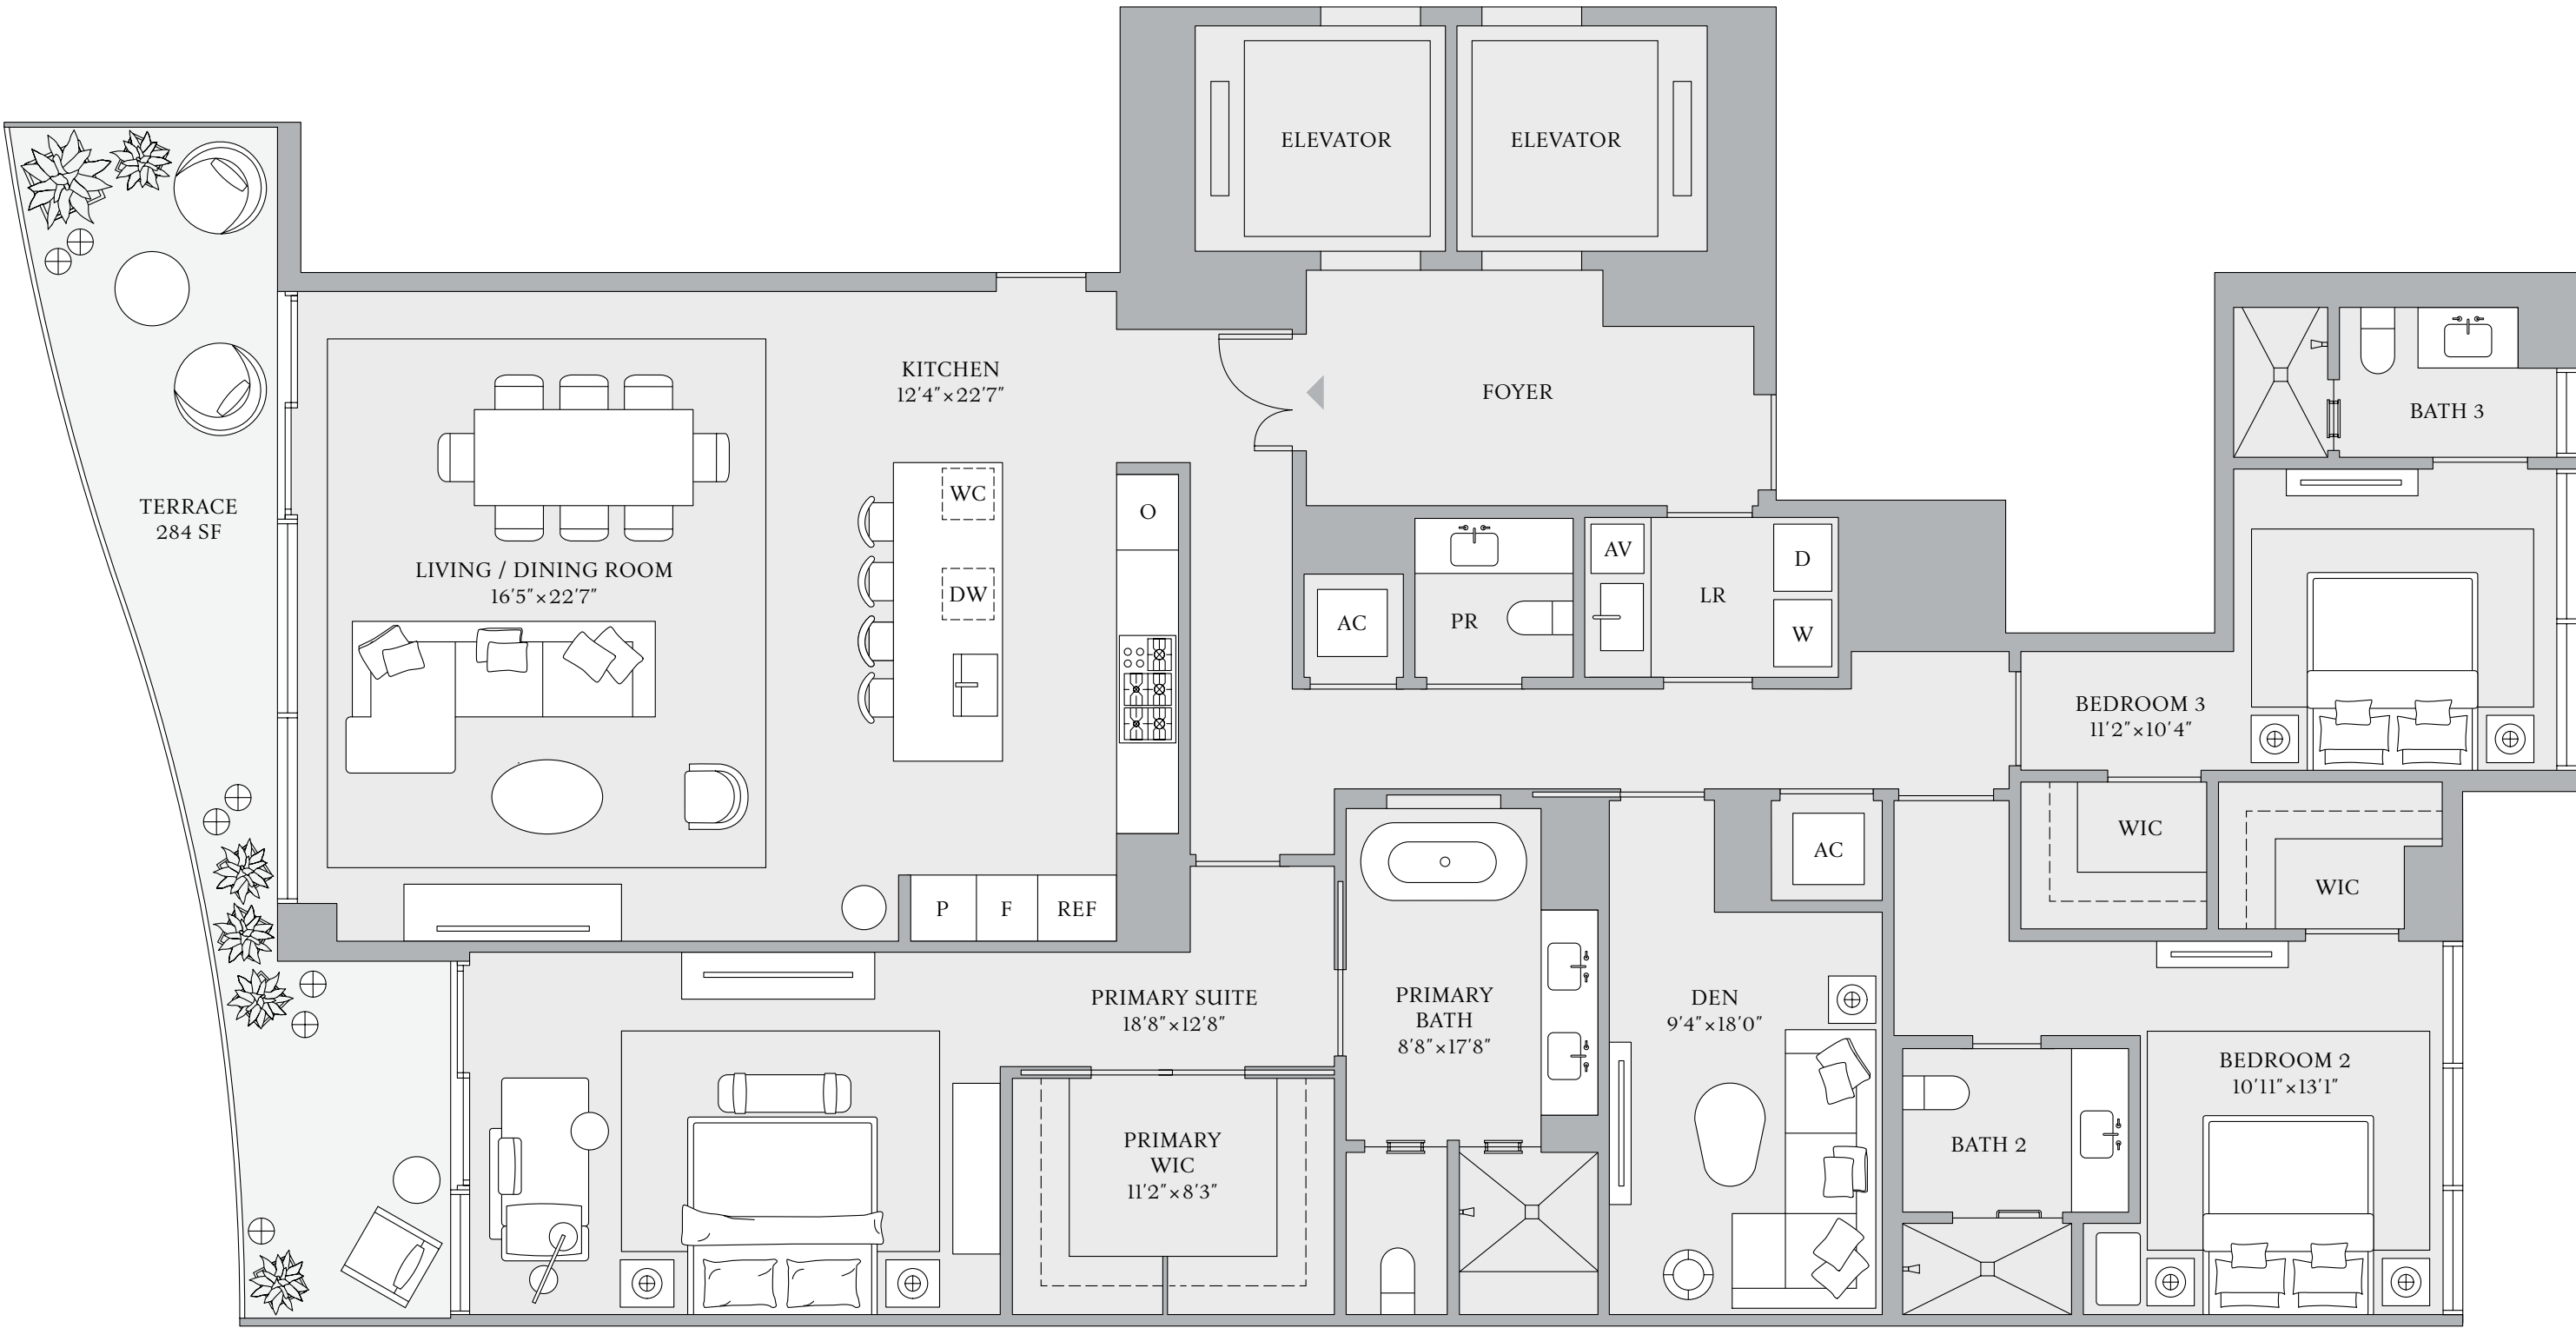 ELEVATOR
ELEVATOR
KITCHEN
12'4"×22'7"
FOYER
BATH 3
TERRACE
284 SF
WC
O
LIVING / DINING ROOM
16'5"×22'7"
DW
AC
PR
AV
LR
D
W
BEDROOM 3
11'2"×10'4"
WIC
WIC
AC
P
F
REF
PRIMARY SUITE
18'8"×12'8"
PRIMARY
BATH
8'8"×17'8"
DEN
9'4"×18'0"
BEDROOM 2
10'11"×13'1"
PRIMARY
WIC
11'2"×8'3"
BATH 2